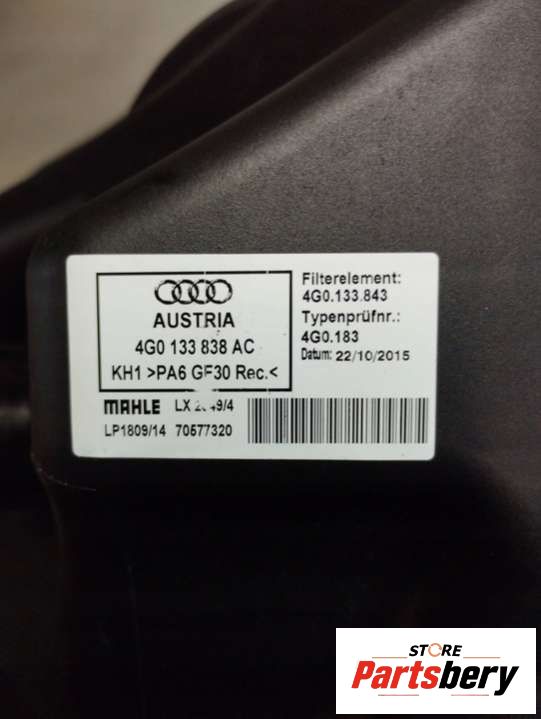 AUSTRIA
4G0 133 838 AC
KH1 >PA6 GF30 Rec.<
Filterelement:
4G0.133.843
Typenprüfnr.:
4G0.183
Datum: 22/10/2015
MAHLE LX
LP1809/14 70577320
STORE
Partsbery